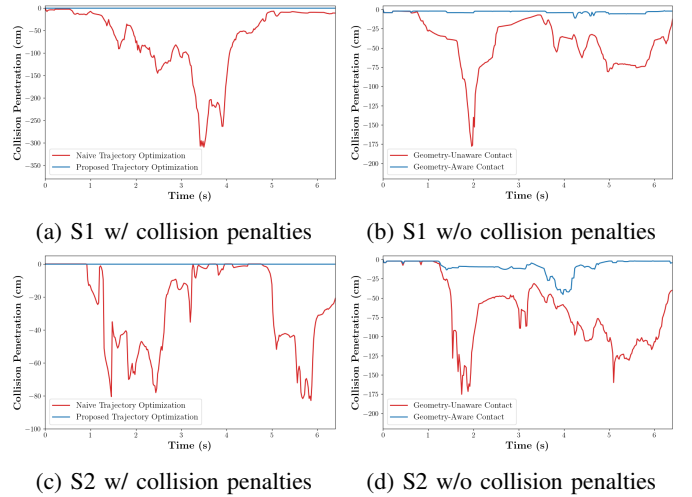 0
−50
−100
−150
−200
−250
−300
−350
Collision Penetration (cm)
Naive Trajectory Optimization
Proposed Trajectory Optimization
0 1 2 3 4 5 6
Time (s)
(a) S1 w/ collision penalties
0
−25
−50
−75
−100
−125
−150
−175
−200
Collision Penetration (cm)
Geometry-Unaware Contact
Geometry-Aware Contact
0 1 2 3 4 5 6
Time (s)
(b) S1 w/o collision penalties
0
−20
−40
−60
−80
−100
Collision Penetration (cm)
Naive Trajectory Optimization
Proposed Trajectory Optimization
0 1 2 3 4 5 6
Time (s)
(c) S2 w/ collision penalties
0
−25
−50
−75
−100
−125
−150
−175
−200
Collision Penetration (cm)
Geometry-Unaware Contact
Geometry-Aware Contact
0 1 2 3 4 5 6
Time (s)
(d) S2 w/o collision penalties